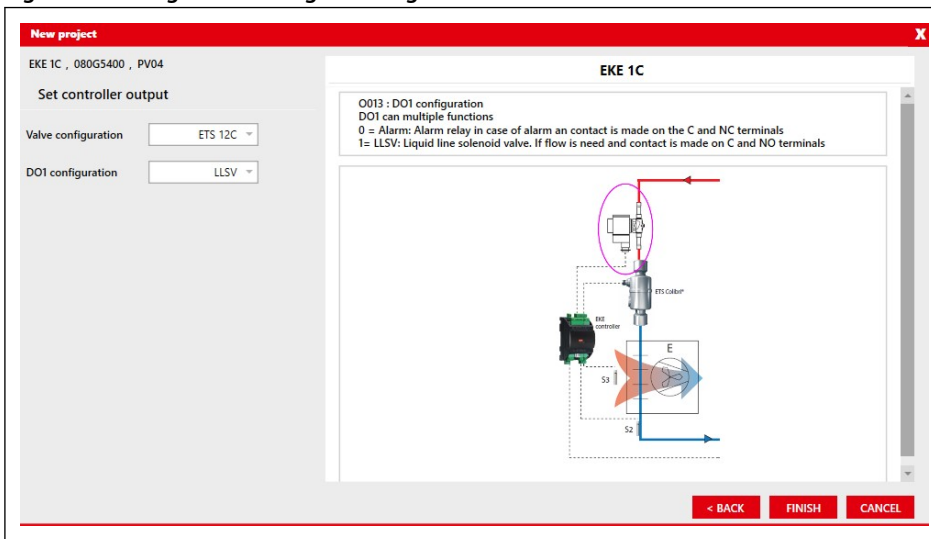 New project
X
EKE 1C , 080G5400 , PV04
Set controller output
Valve configuration
ETS 12C
DO1 configuration
LLSV
EKE 1C
O013 : DO1 configuration
DO1 can multiple functions
0 = Alarm: Alarm relay in case of alarm an contact is made on the C and NC terminals
1= LLSV: Liquid line solenoid valve. If flow is need and contact is made on C and NO terminals
ETS Colibri®
EKE
controller
E
S3
S2
< BACK
FINISH
CANCEL